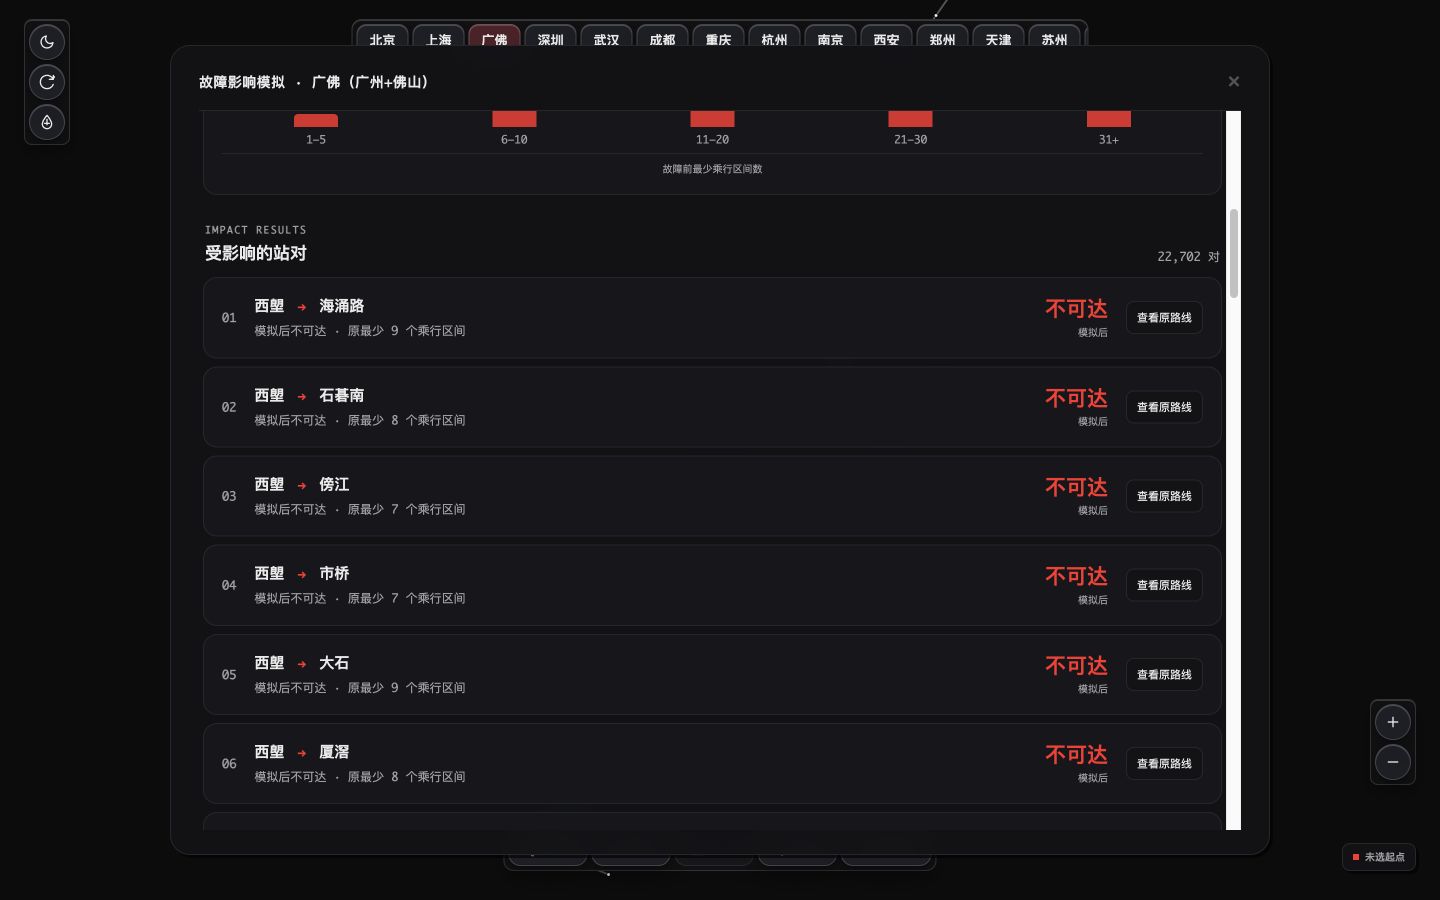 北京 上海 广佛 深圳 武汉 成都 重庆 杭州 南京 西安 郑州 天津 苏州
故障影响模拟 · 广佛（广州+佛山） ×
1–5 6–10 11–20 21–30 31+
故障前最少乘行区间数
IMPACT RESULTS
受影响的站对
22,702 对
01 西塱 → 海涌路 不可达 查看原路线
模拟后不可达 · 原最少 9 个乘行区间 模拟后
02 西塱 → 石碁南 不可达 查看原路线
模拟后不可达 · 原最少 8 个乘行区间 模拟后
03 西塱 → 傍江 不可达 查看原路线
模拟后不可达 · 原最少 7 个乘行区间 模拟后
04 西塱 → 市桥 不可达 查看原路线
模拟后不可达 · 原最少 7 个乘行区间 模拟后
05 西塱 → 大石 不可达 查看原路线
模拟后不可达 · 原最少 9 个乘行区间 模拟后
06 西塱 → 厦滘 不可达 查看原路线
模拟后不可达 · 原最少 8 个乘行区间 模拟后
未选起点